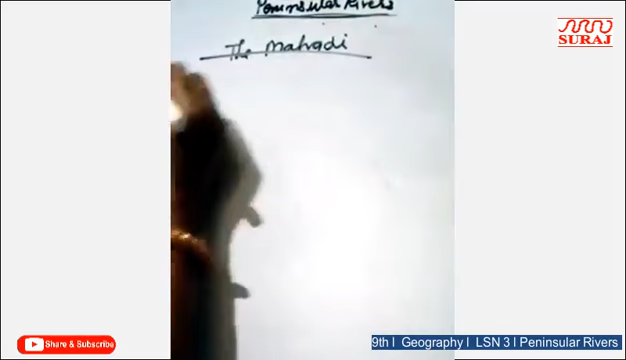 Peninsular Rivers
The Mahadi
SURAJ
Share & Subscribe
9th I Geography I LSN 3 I Peninsular Rivers